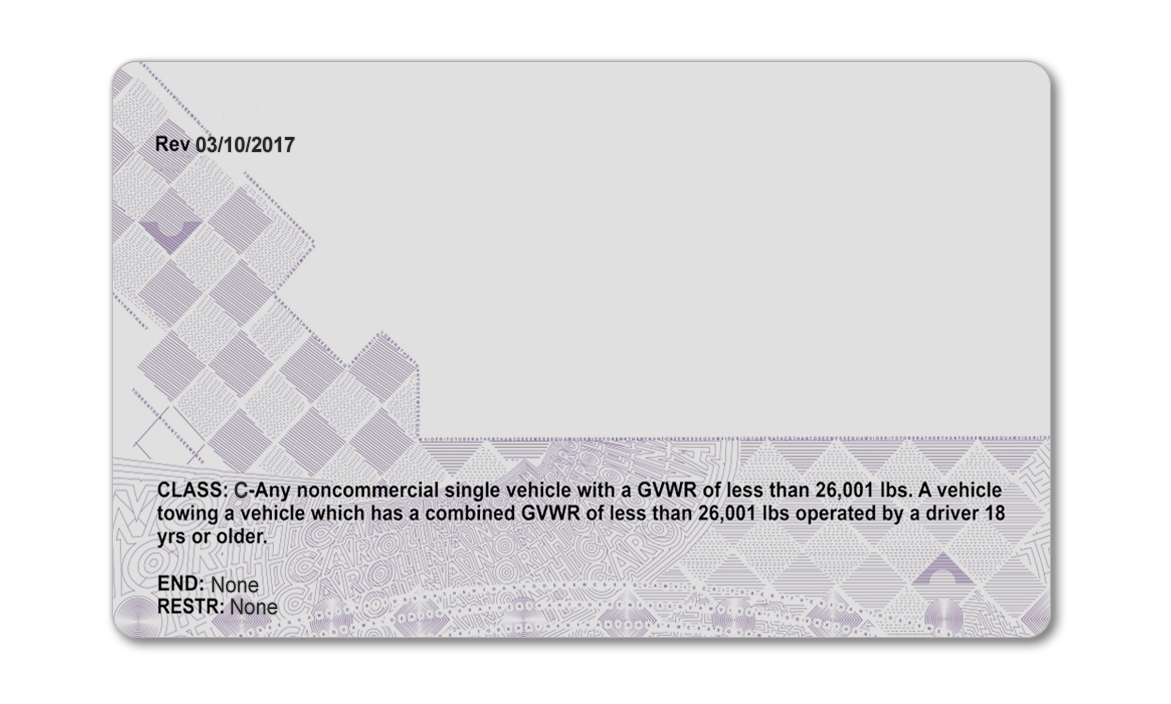 Rev 03/10/2017
CLASS: C-Any noncommercial single vehicle with a GVWR of less than 26,001 lbs. A vehicle
towing a vehicle which has a combined GVWR of less than 26,001 lbs operated by a driver 18
yrs or older.
END: None
RESTR: None